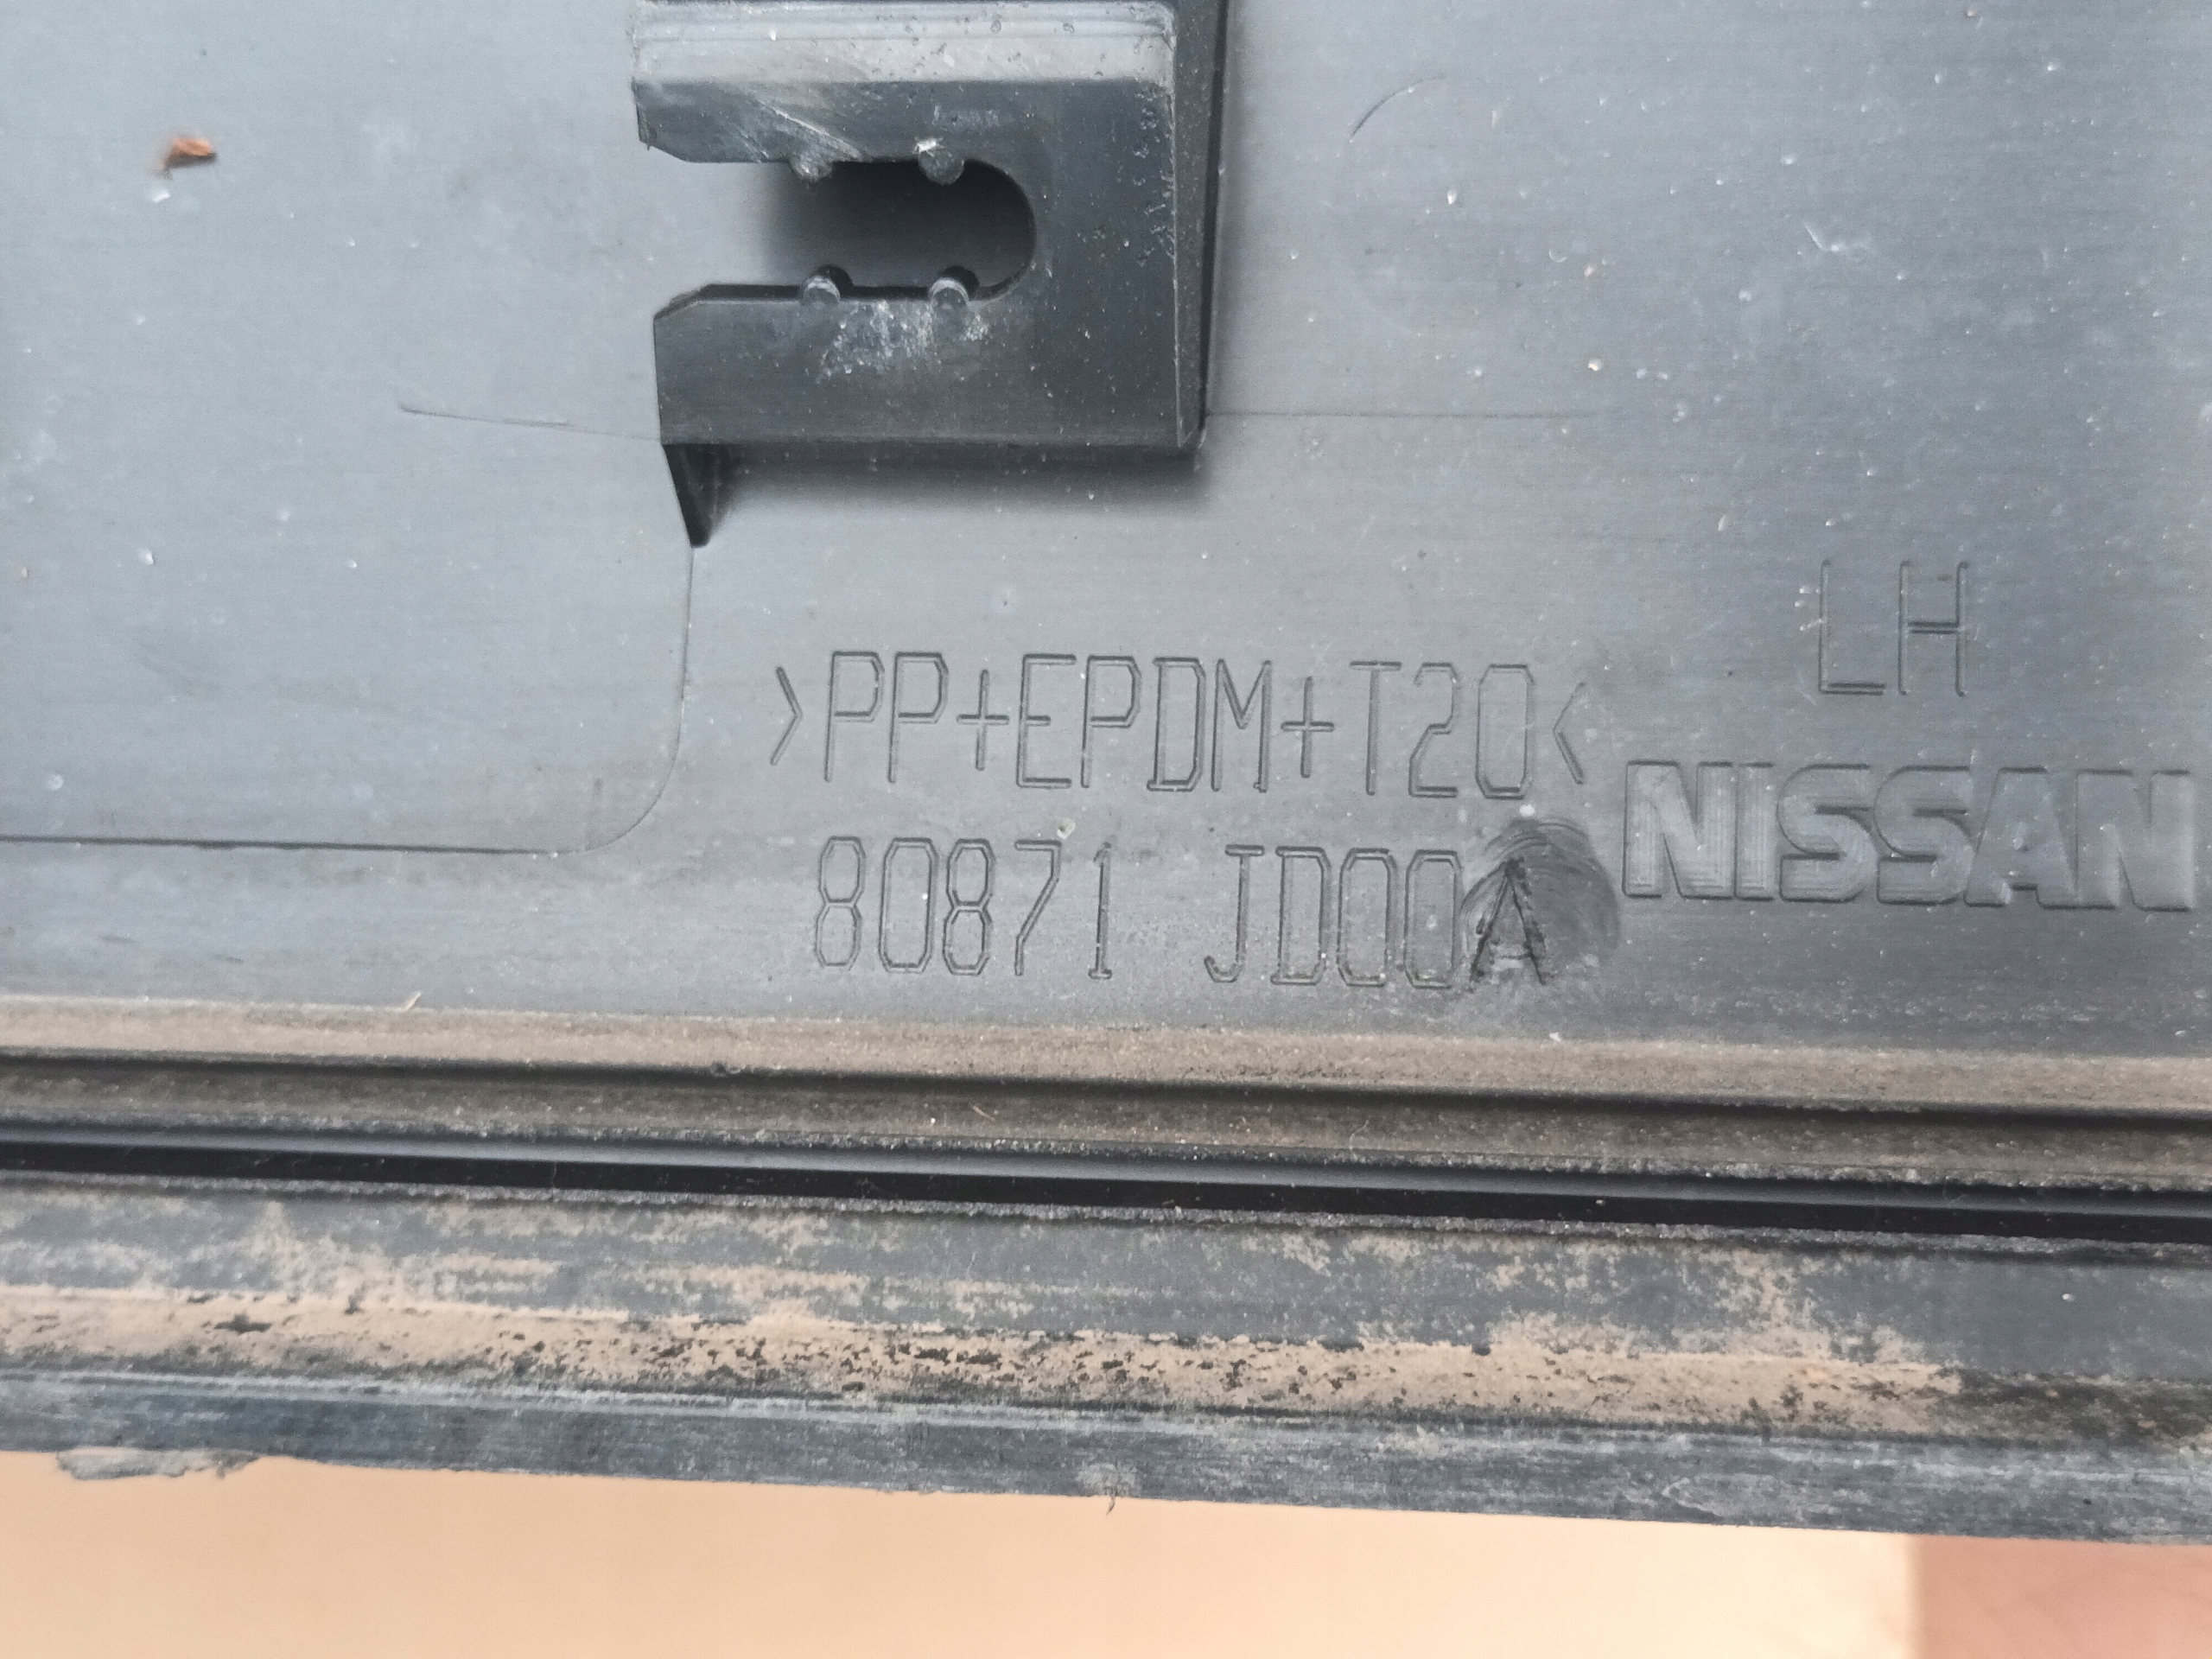 LH
>PP+EPDM+T20<
NISSAN
80871 JD00A